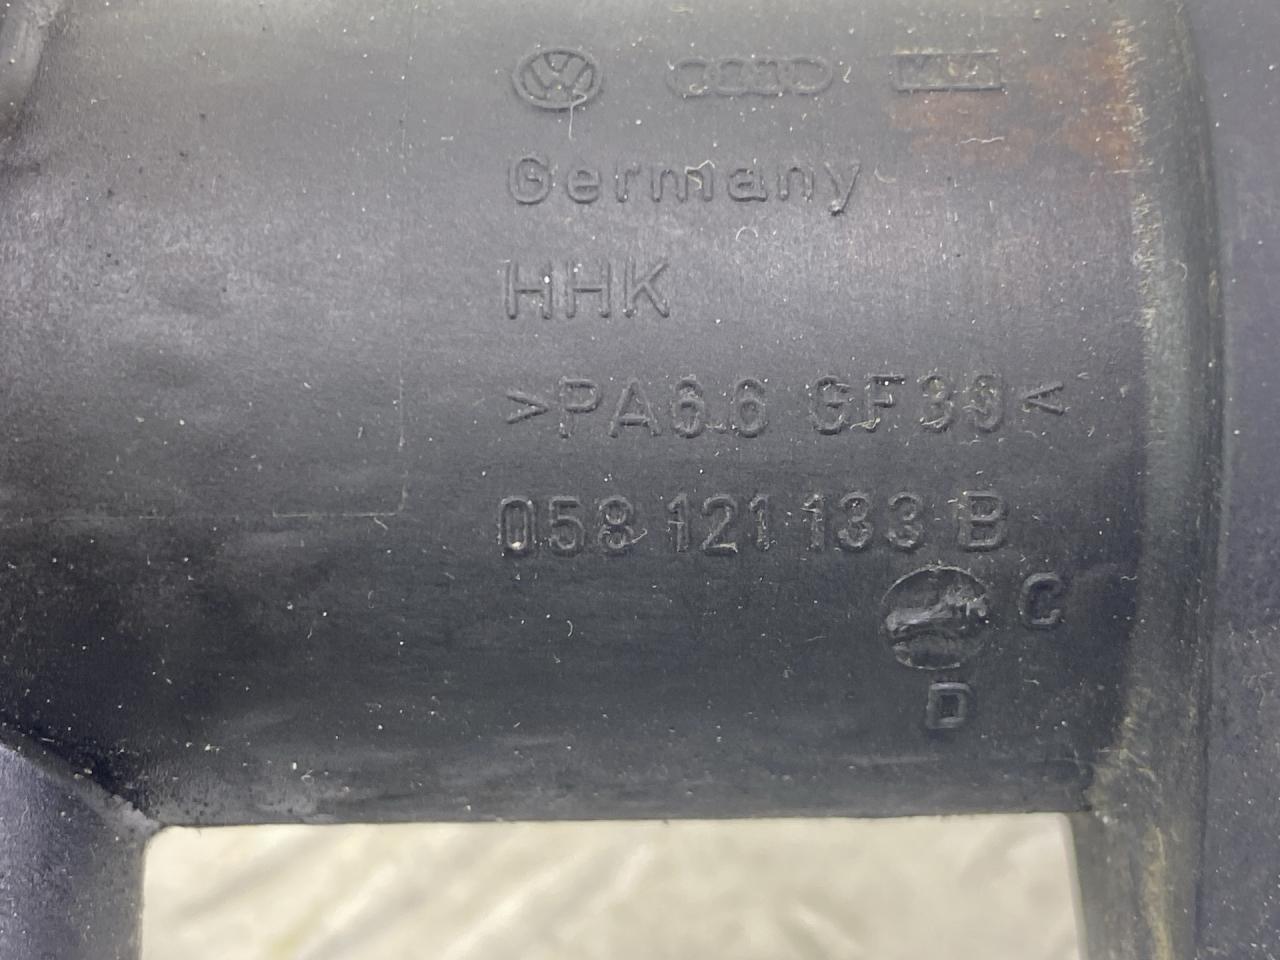 Germany
HHK
>PA6.6 GF30<
058 121 133 B
C
D